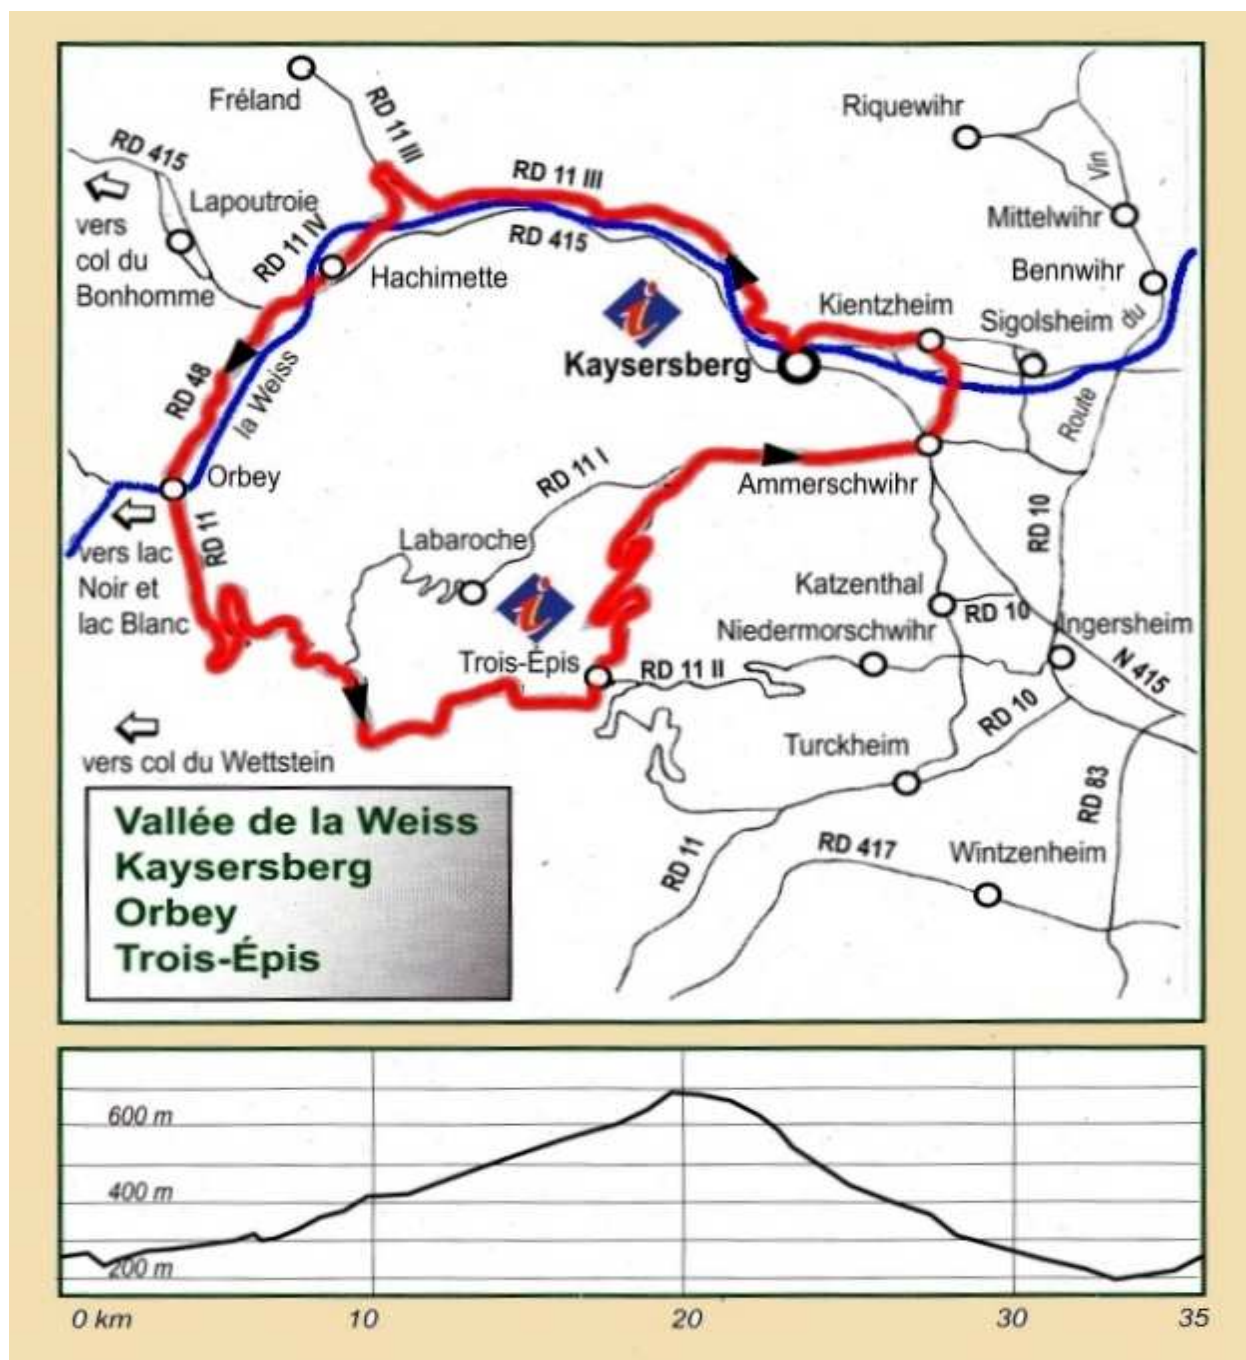 Fréland
RD 11 III
Riquewihr
RD 415
Lapoutroie
RD 11 III
Vin
vers
col du
Bonhomme
RD 11 IV
Hachimette
RD 415
Mittelwihr
Bennwihr
Kientzheim
Sigolsheim
du
Kaysersberg
RD 48
la Weiss
Route
Orbey
RD 11 I
Ammerschwihr
RD 11
RD 10
vers lac
Noir et
lac Blanc
Labaroche
Katzenthal
RD 10
Niedermorschwihr
Ingersheim
Trois-Épis
RD 11 II
N 415
RD 10
vers col du Wettstein
Turckheim
RD 83
Vallée de la Weiss
Kaysersberg
Orbey
Trois-Épis
RD 11
RD 417
Wintzenheim
i
i
600 m
400 m
200 m
0 km
10
20
30
35